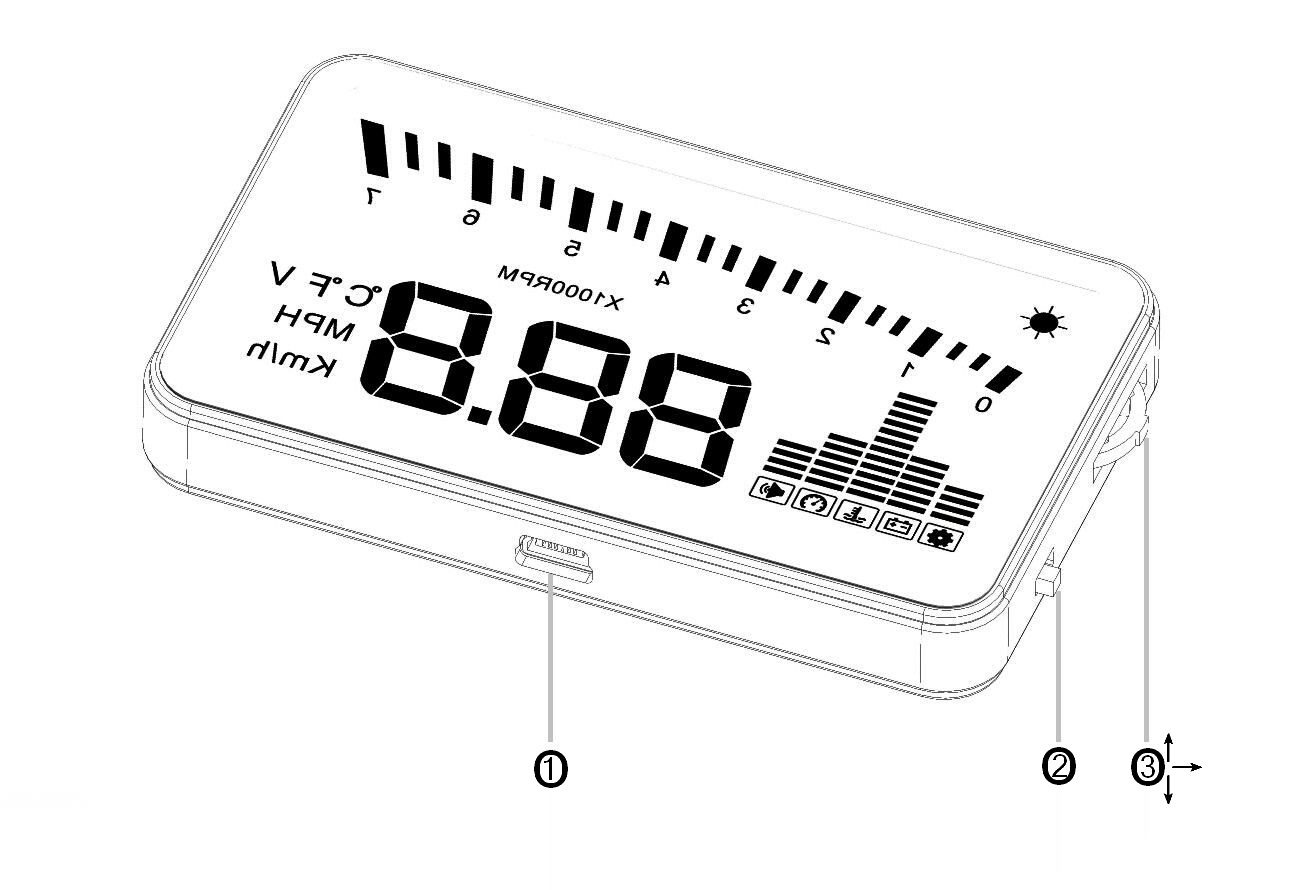 7 6 5 4 3 2 1 0
X1000RPM
°C °F V
MPH
Km/h
8.88
1 2 3